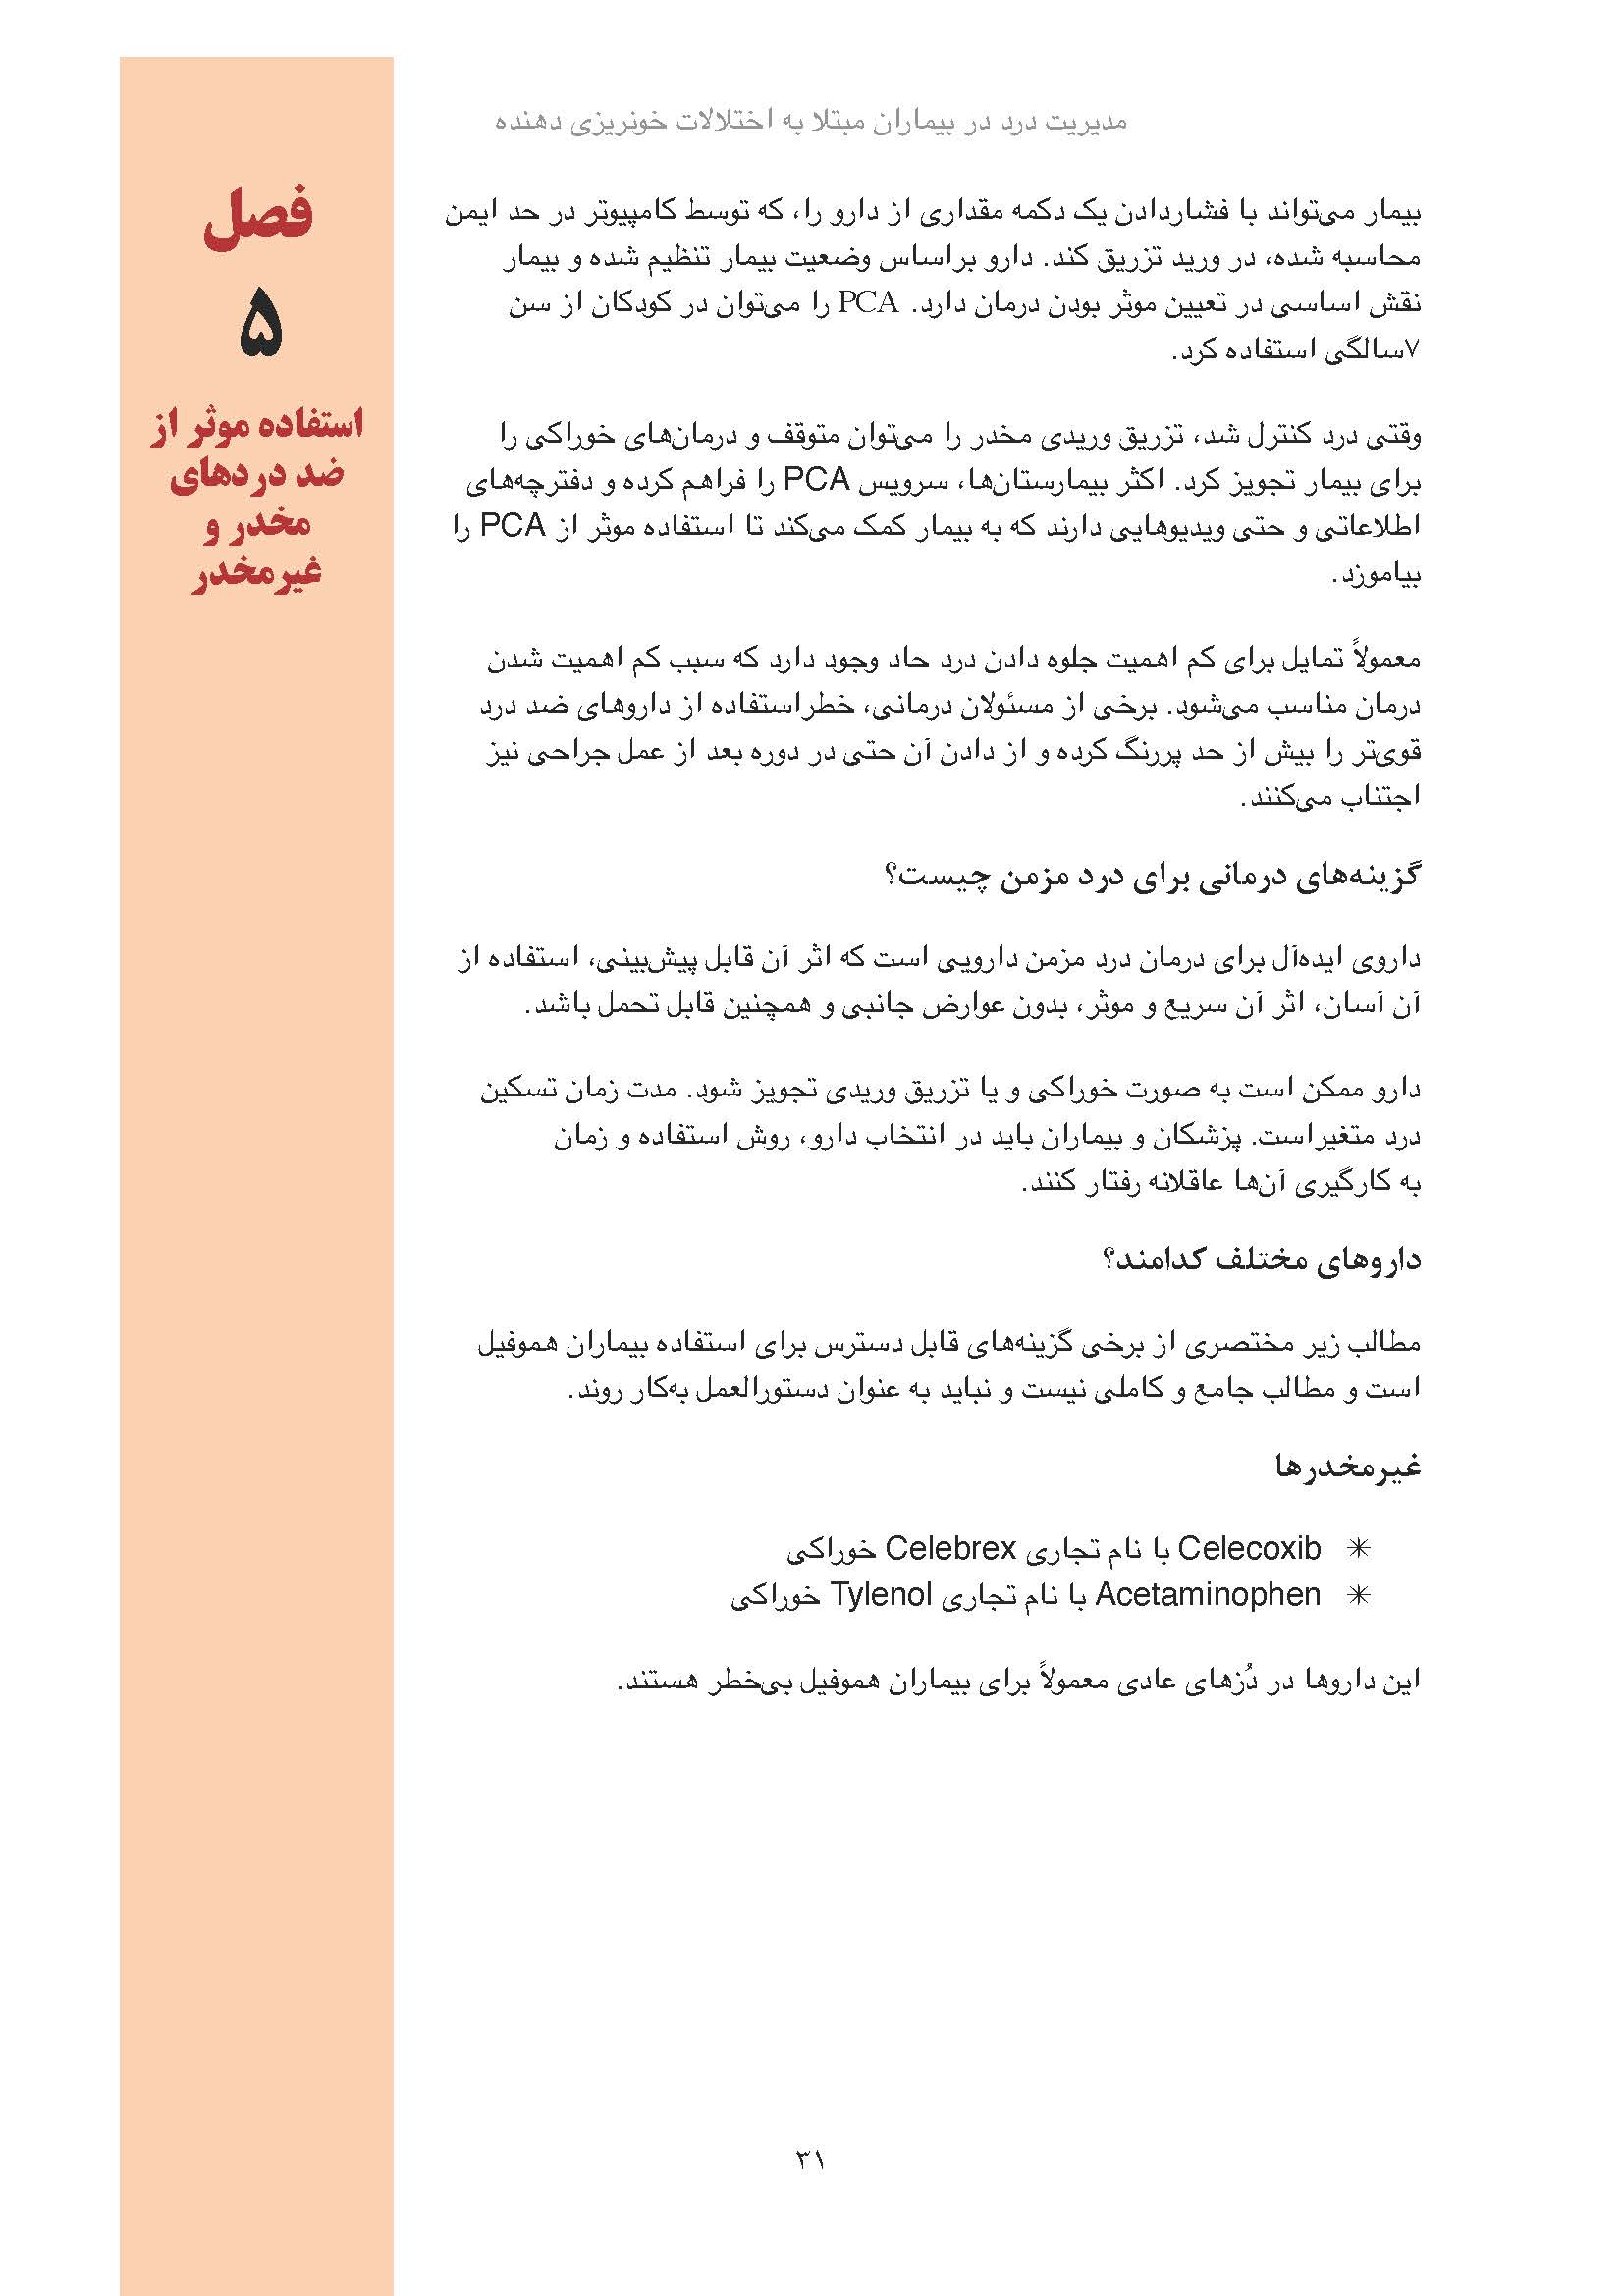 مدیریت درد در بیماران مبتلا به اختلالات خونریزی دهنده
فصل
۵
استفاده موثر از
ضد دردهای
مخدر و
غیرمخدر
بیمار می‌تواند با فشاردادن یک دکمه مقداری از دارو را، که توسط کامپیوتر در حد ایمن
محاسبه شده، در ورید تزریق کند. دارو براساس وضعیت بیمار تنظیم شده و بیمار
نقش اساسی در تعیین موثر بودن درمان دارد. PCA را می‌توان در کودکان از سن
۷سالگی استفاده کرد.
وقتی درد کنترل شد، تزریق وریدی مخدر را می‌توان متوقف و درمان‌های خوراکی را
برای بیمار تجویز کرد. اکثر بیمارستان‌ها، سرویس PCA را فراهم کرده و دفترچه‌های
اطلاعاتی و حتی ویدیوهایی دارند که به بیمار کمک می‌کند تا استفاده موثر از PCA را
بیاموزد.
معمولاً تمایل برای کم اهمیت جلوه دادن درد حاد وجود دارد که سبب کم اهمیت شدن
درمان مناسب می‌شود. برخی از مسئولان درمانی، خطراستفاده از داروهای ضد درد
قوی‌تر را بیش از حد پررنگ کرده و از دادن آن حتی در دوره بعد از عمل جراحی نیز
اجتناب می‌کنند.
گزینه‌های درمانی برای درد مزمن چیست؟
داروی ایده‌آل برای درمان درد مزمن دارویی است که اثر آن قابل پیش‌بینی، استفاده از
آن آسان، اثر آن سریع و موثر، بدون عوارض جانبی و همچنین قابل تحمل باشد.
دارو ممکن است به صورت خوراکی و یا تزریق وریدی تجویز شود. مدت زمان تسکین
درد متغیراست. پزشکان و بیماران باید در انتخاب دارو، روش استفاده و زمان
به کارگیری آن‌ها عاقلانه رفتار کنند.
داروهای مختلف کدامند؟
مطالب زیر مختصری از برخی گزینه‌های قابل دسترس برای استفاده بیماران هموفیل
است و مطالب جامع و کاملی نیست و نباید به عنوان دستورالعمل به‌کار روند.
غیرمخدرها
✳ Celecoxib با نام تجاری Celebrex خوراکی
✳ Acetaminophen با نام تجاری Tylenol خوراکی
این داروها در دُزهای عادی معمولاً برای بیماران هموفیل بی‌خطر هستند.
۳۱